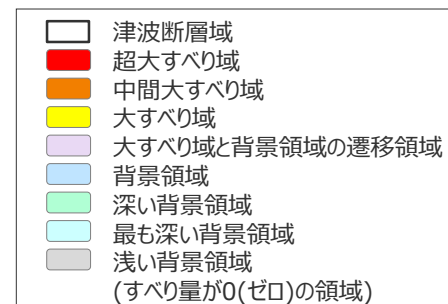 津波断層域
超大すべり域
中間大すべり域
大すべり域
大すべり域と背景領域の遷移領域
背景領域
深い背景領域
最も深い背景領域
浅い背景領域
(すべり量が0(ゼロ)の領域)